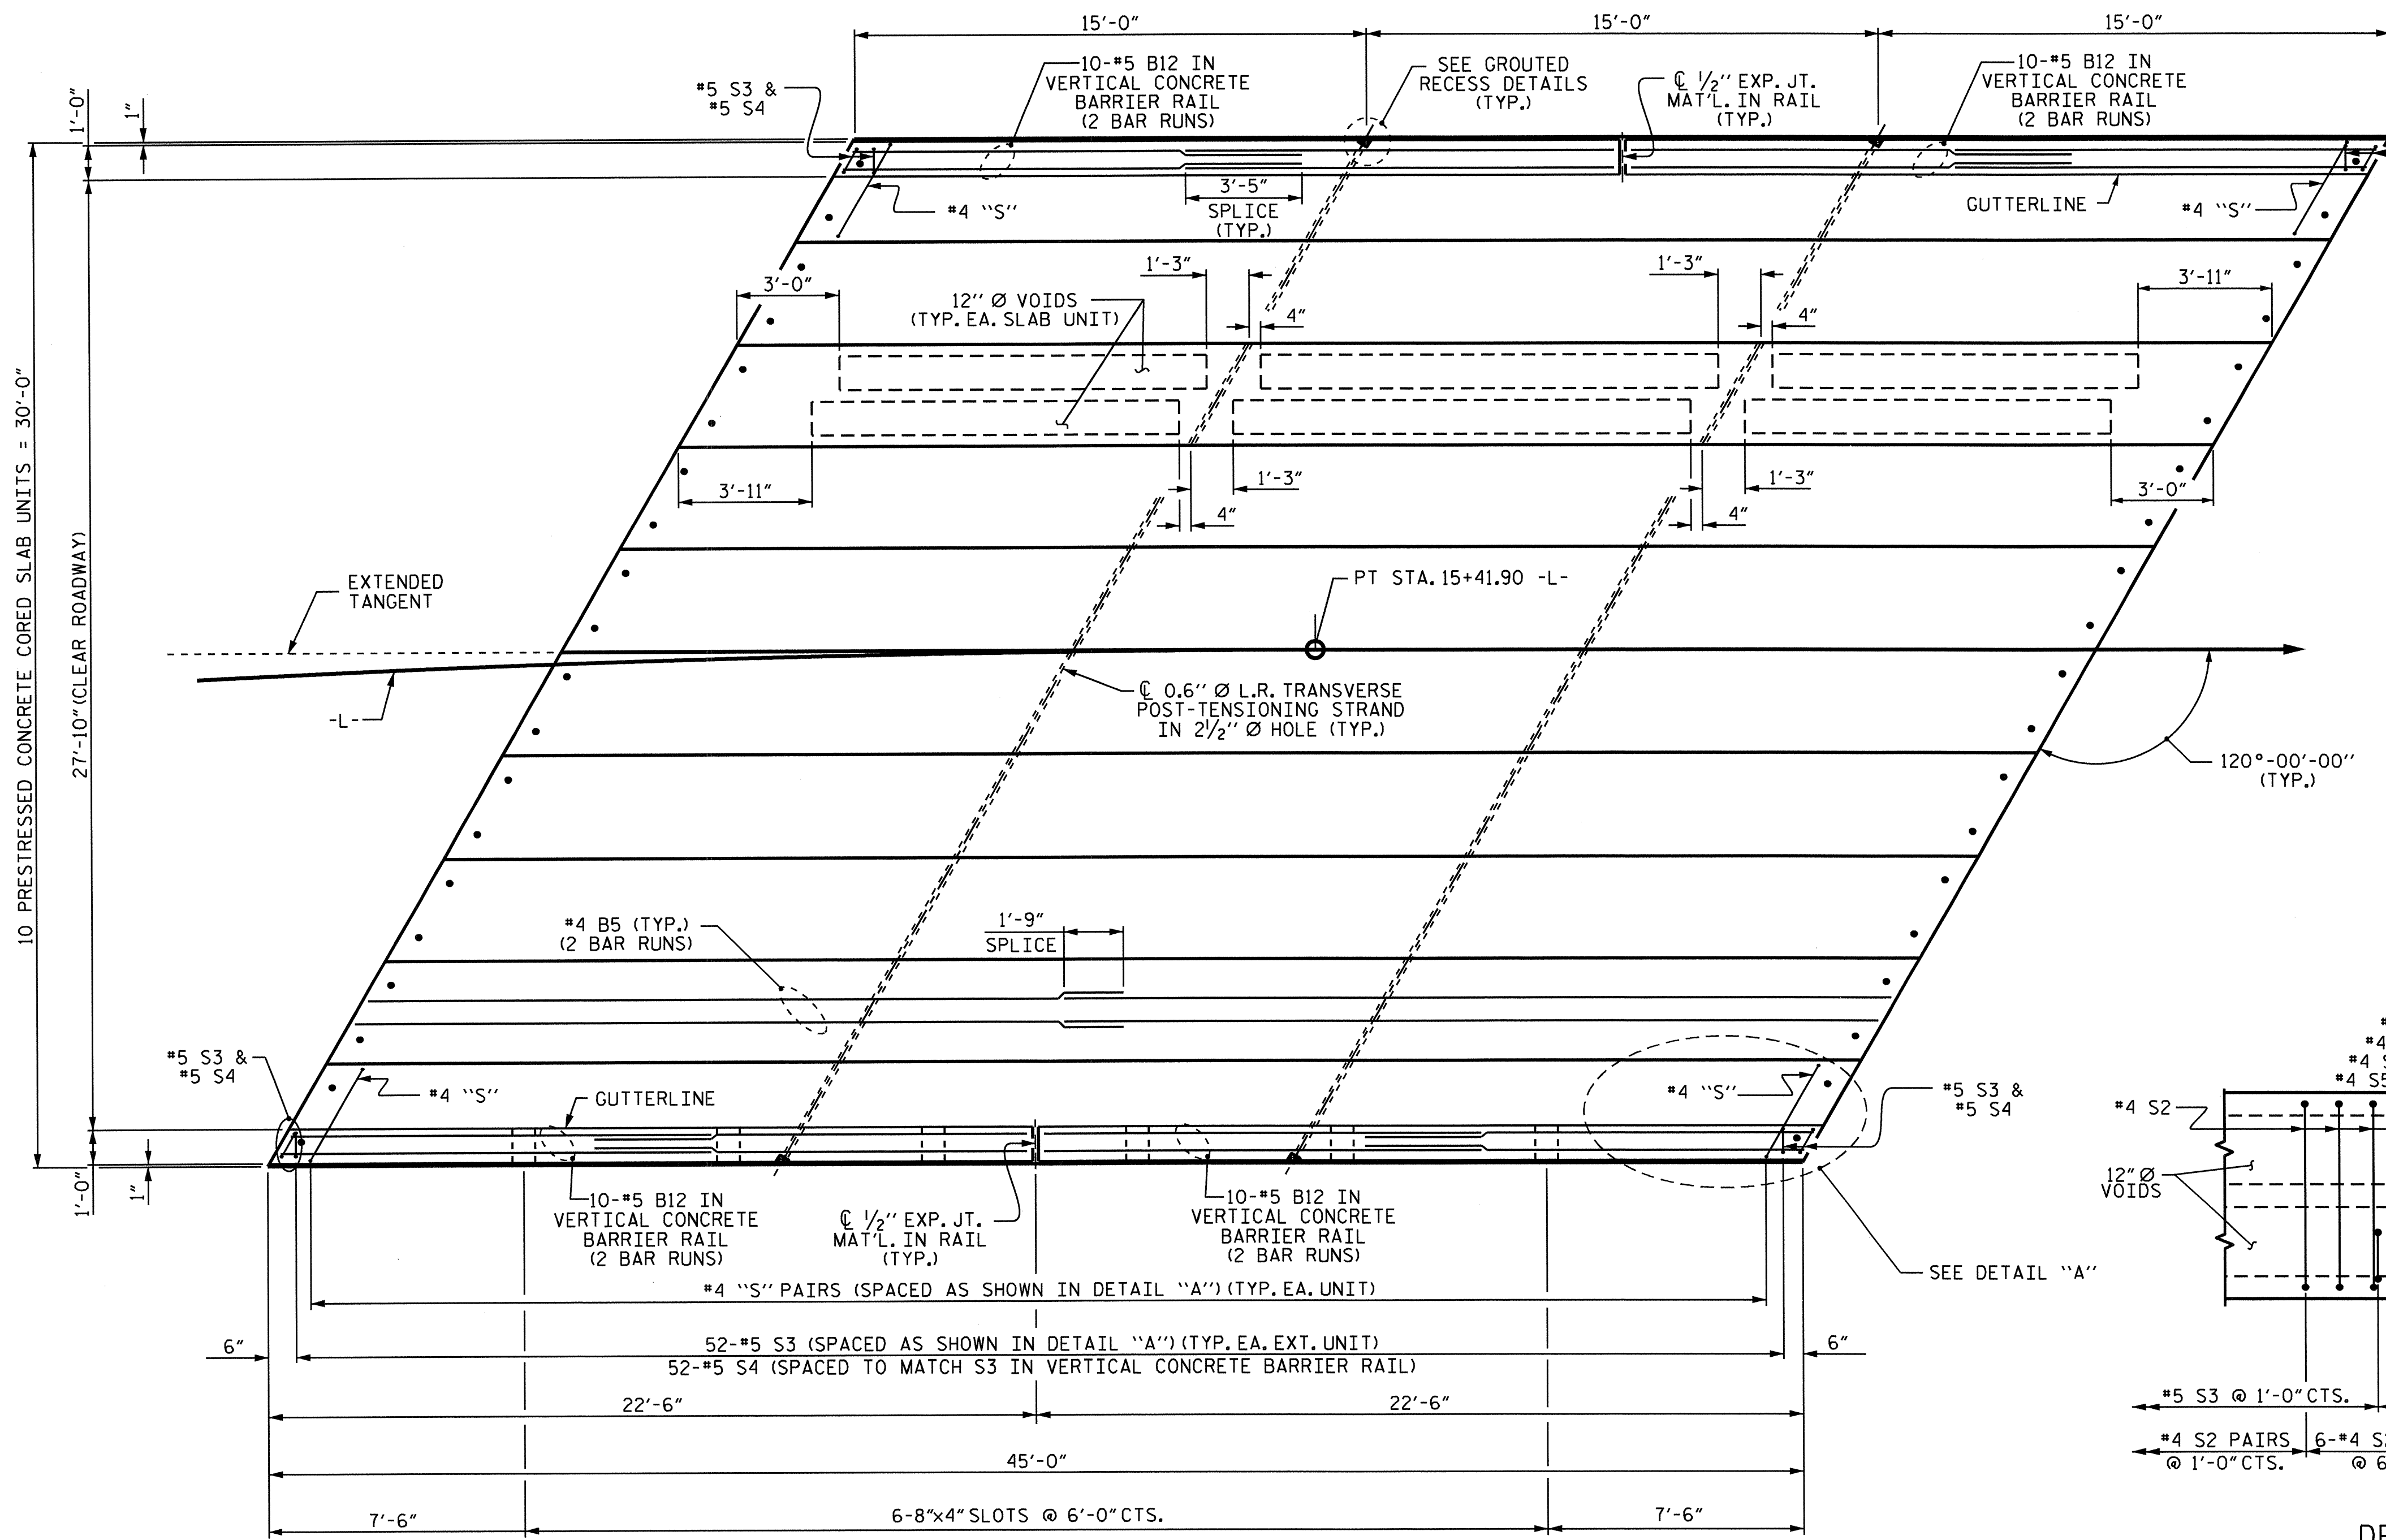 15'-0"
15'-0"
15'-0"
1'-0"
1"
#5 S3 &
#5 S4
10-#5 B12 IN
VERTICAL CONCRETE
BARRIER RAIL
(2 BAR RUNS)
SEE GROUTED
RECESS DETAILS
(TYP.)
℄ 1/2" EXP. JT.
MAT'L. IN RAIL
(TYP.)
10-#5 B12 IN
VERTICAL CONCRETE
BARRIER RAIL
(2 BAR RUNS)
#4 "S"
3'-5"
SPLICE
(TYP.)
GUTTERLINE
#4 "S"
3'-0"
12" Ø VOIDS
(TYP. EA. SLAB UNIT)
1'-3"
4"
1'-3"
4"
3'-11"
10 PRESTRESSED CONCRETE CORED SLAB UNITS = 30'-0"
27'-10" (CLEAR ROADWAY)
3'-11"
1'-3"
4"
1'-3"
4"
3'-0"
EXTENDED
TANGENT
PT STA. 15+41.90 -L-
-L-
℄ 0.6" Ø L.R. TRANSVERSE
POST-TENSIONING STRAND
IN 2 1/2" Ø HOLE (TYP.)
120°-00'-00"
(TYP.)
#4 B5 (TYP.)
(2 BAR RUNS)
1'-9"
SPLICE
#5 S3 &
#5 S4
#4 "S"
GUTTERLINE
#4 "S"
#5 S3 &
#5 S4
1'-0"
1"
10-#5 B12 IN
VERTICAL CONCRETE
BARRIER RAIL
(2 BAR RUNS)
℄ 1/2" EXP. JT.
MAT'L. IN RAIL
(TYP.)
10-#5 B12 IN
VERTICAL CONCRETE
BARRIER RAIL
(2 BAR RUNS)
SEE DETAIL "A"
#4 "S" PAIRS (SPACED AS SHOWN IN DETAIL "A") (TYP. EA. UNIT)
6"
52-#5 S3 (SPACED AS SHOWN IN DETAIL "A") (TYP. EA. EXT. UNIT)
52-#5 S4 (SPACED TO MATCH S3 IN VERTICAL CONCRETE BARRIER RAIL)
6"
22'-6"
22'-6"
45'-0"
7'-6"
6-8"x4" SLOTS @ 6'-0" CTS.
7'-6"
#
#4
#4 S
#4 S5
#4 S2
12" Ø
VOIDS
#5 S3 @ 1'-0" CTS.
#4 S2 PAIRS
@ 1'-0" CTS.
6-#4 S2
@ 6